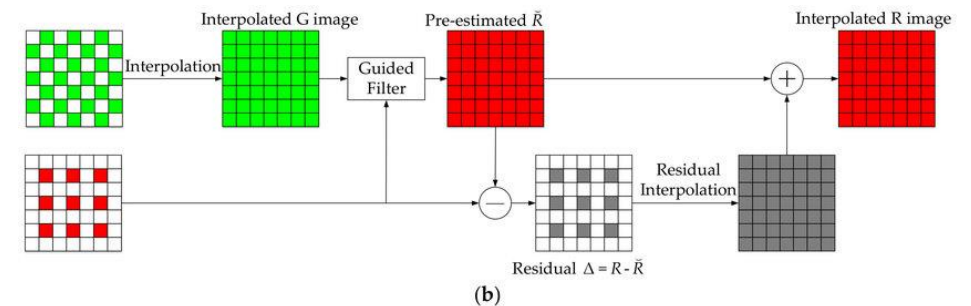 Interpolated G image
Pre-estimated R̆
Interpolated R image
Interpolation
Guided
Filter
+
−
Residual
Interpolation
Residual Δ = R - R̆
(b)